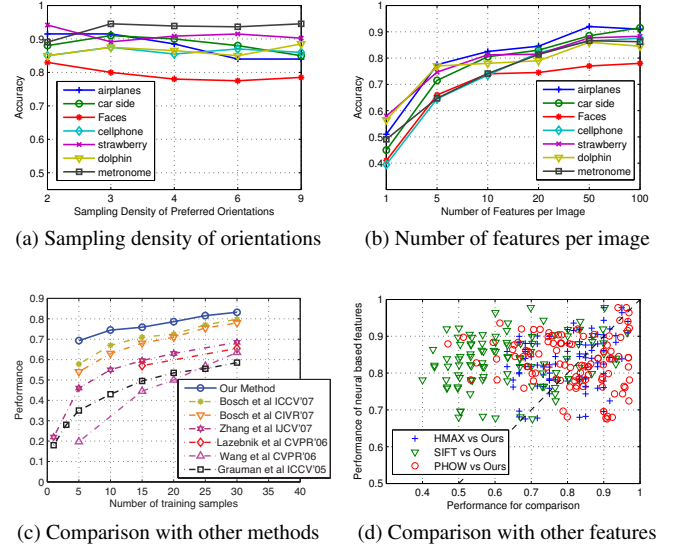 1
0.9
0.8
0.7
0.6
0.5
Accuracy
airplanes
car side
Faces
cellphone
strawberry
dolphin
metronome
2 3 4 6 9
Sampling Density of Preferred Orientations
(a) Sampling density of orientations
1
0.9
0.8
0.7
0.6
0.5
0.4
Accuracy
airplanes
car side
Faces
cellphone
strawberry
dolphin
metronome
1 5 10 20 50 100
Number of Features per Image
(b) Number of features per image
0.9
0.8
0.7
0.6
0.5
0.4
0.3
0.2
0.1
0
Performance
Our Method
Bosch et al ICCV'07
Bosch et al CIVR'07
Zhang et al IJCV'07
Lazebnik et al CVPR'06
Wang et al CVPR'06
Grauman et al ICCV'05
0 5 10 15 20 25 30 35 40
Number of training samples
(c) Comparison with other methods
1
0.9
0.8
0.7
0.6
0.5
Performance of neural based features
HMAX vs Ours
SIFT vs Ours
PHOW vs Ours
0.4 0.5 0.6 0.7 0.8 0.9 1
Performance for comparison
(d) Comparison with other features